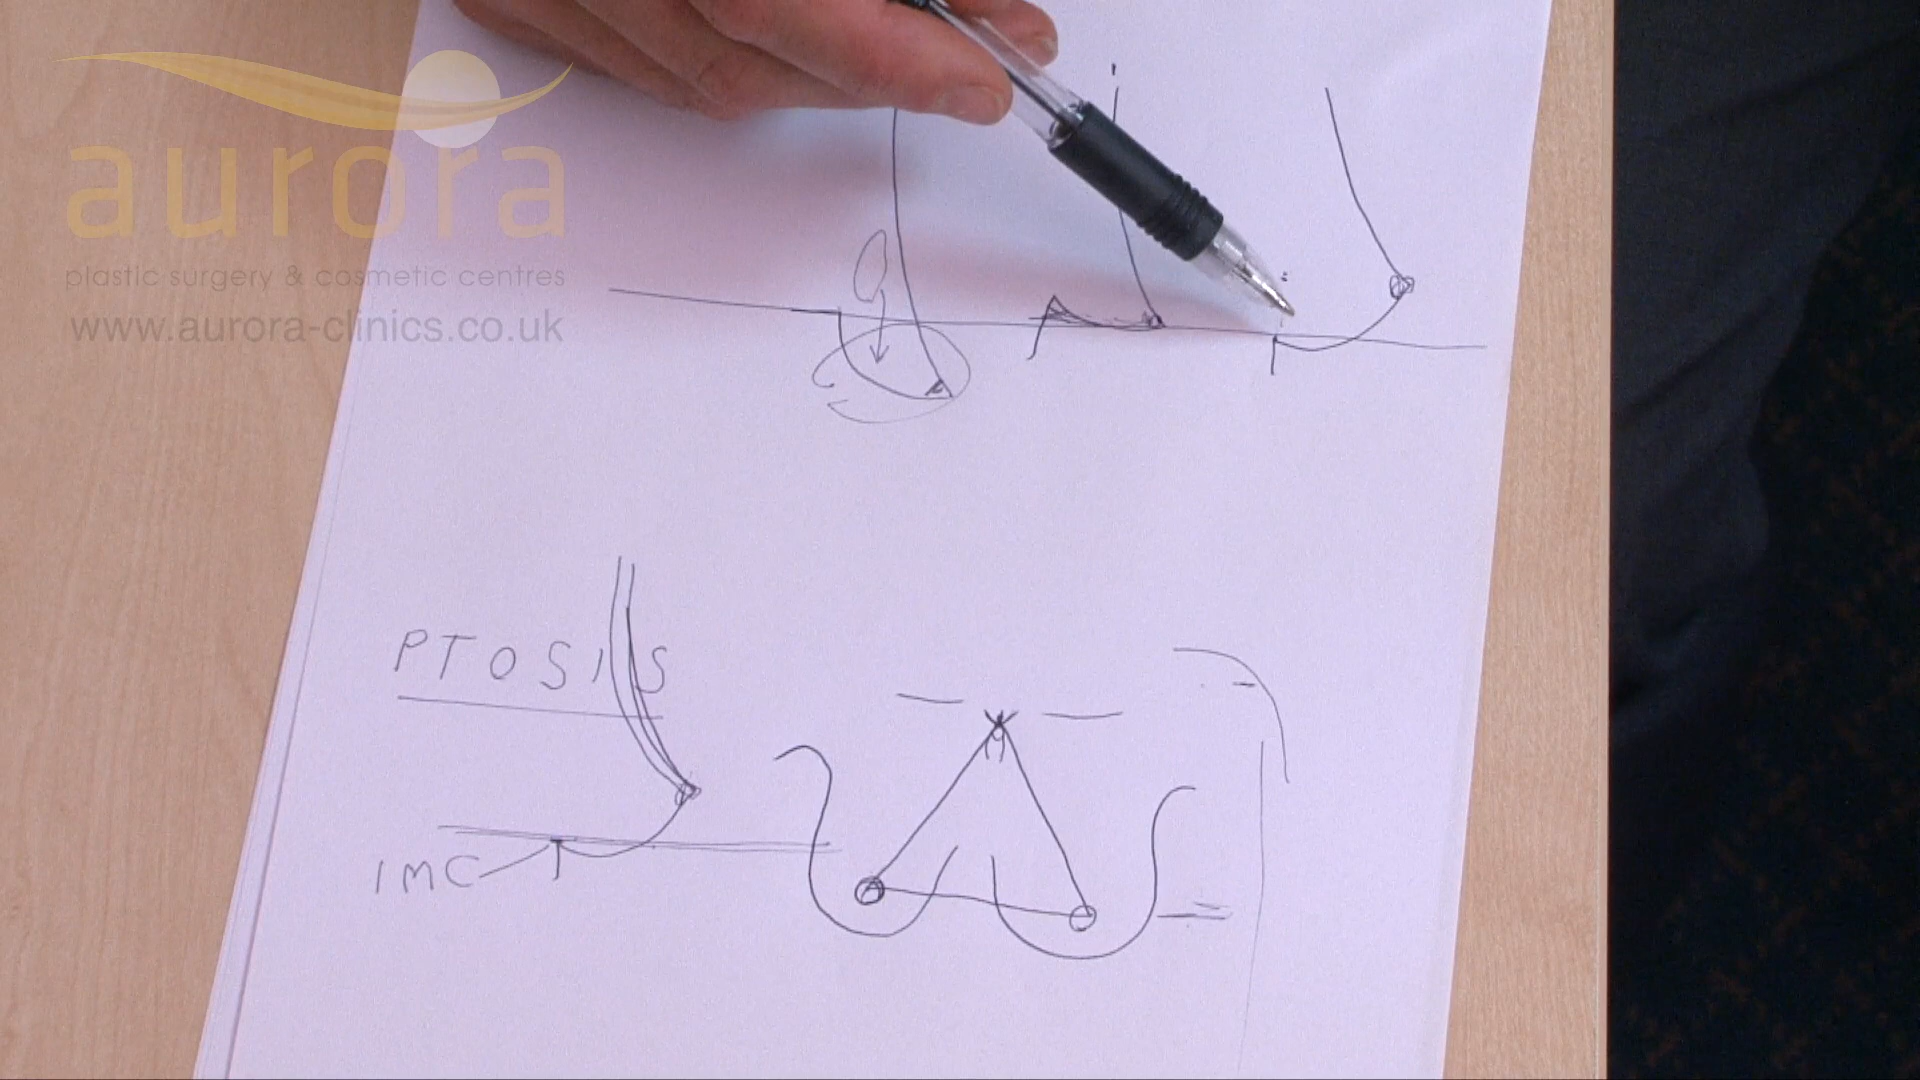 aurora
plastic surgery & cosmetic centres
www.aurora-clinics.co.uk
PTOSIS
IMC